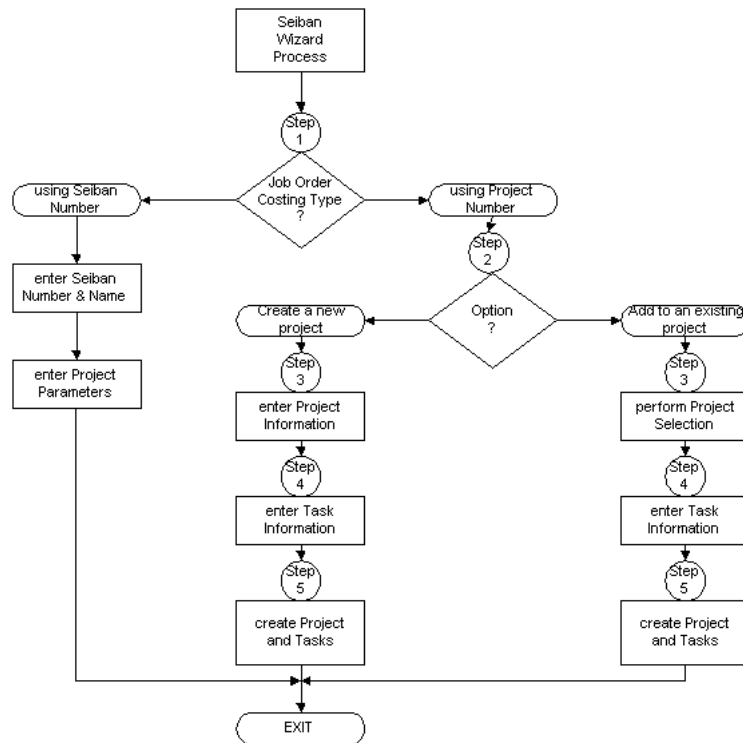 Seiban
Wizard
Process
Step
1
Job Order
Costing Type
?
using Seiban
Number
using Project
Number
enter Seiban
Number & Name
enter Project
Parameters
Step
2
Option
?
Create a new
project
Add to an existing
project
Step
3
enter Project
Information
Step
4
enter Task
Information
Step
5
create Project
and Tasks
Step
3
perform Project
Selection
Step
4
enter Task
Information
Step
5
create Project
and Tasks
EXIT